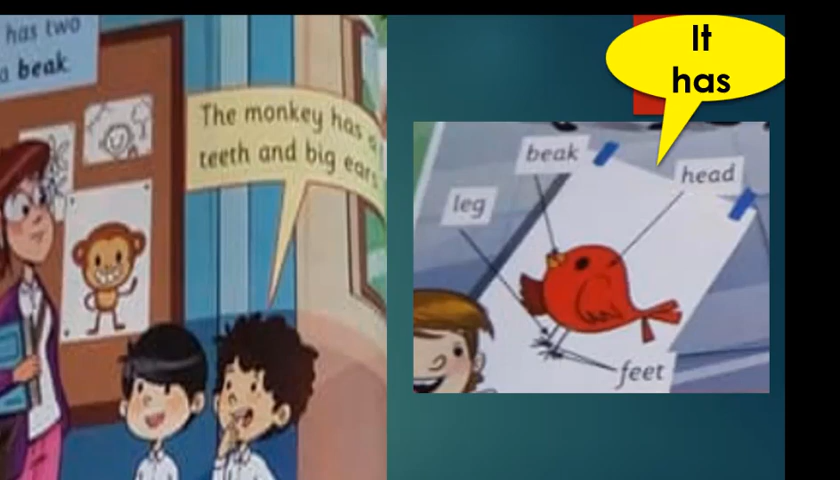 has two
a beak
The monkey has
teeth and big ears
It
has
beak
head
leg
feet